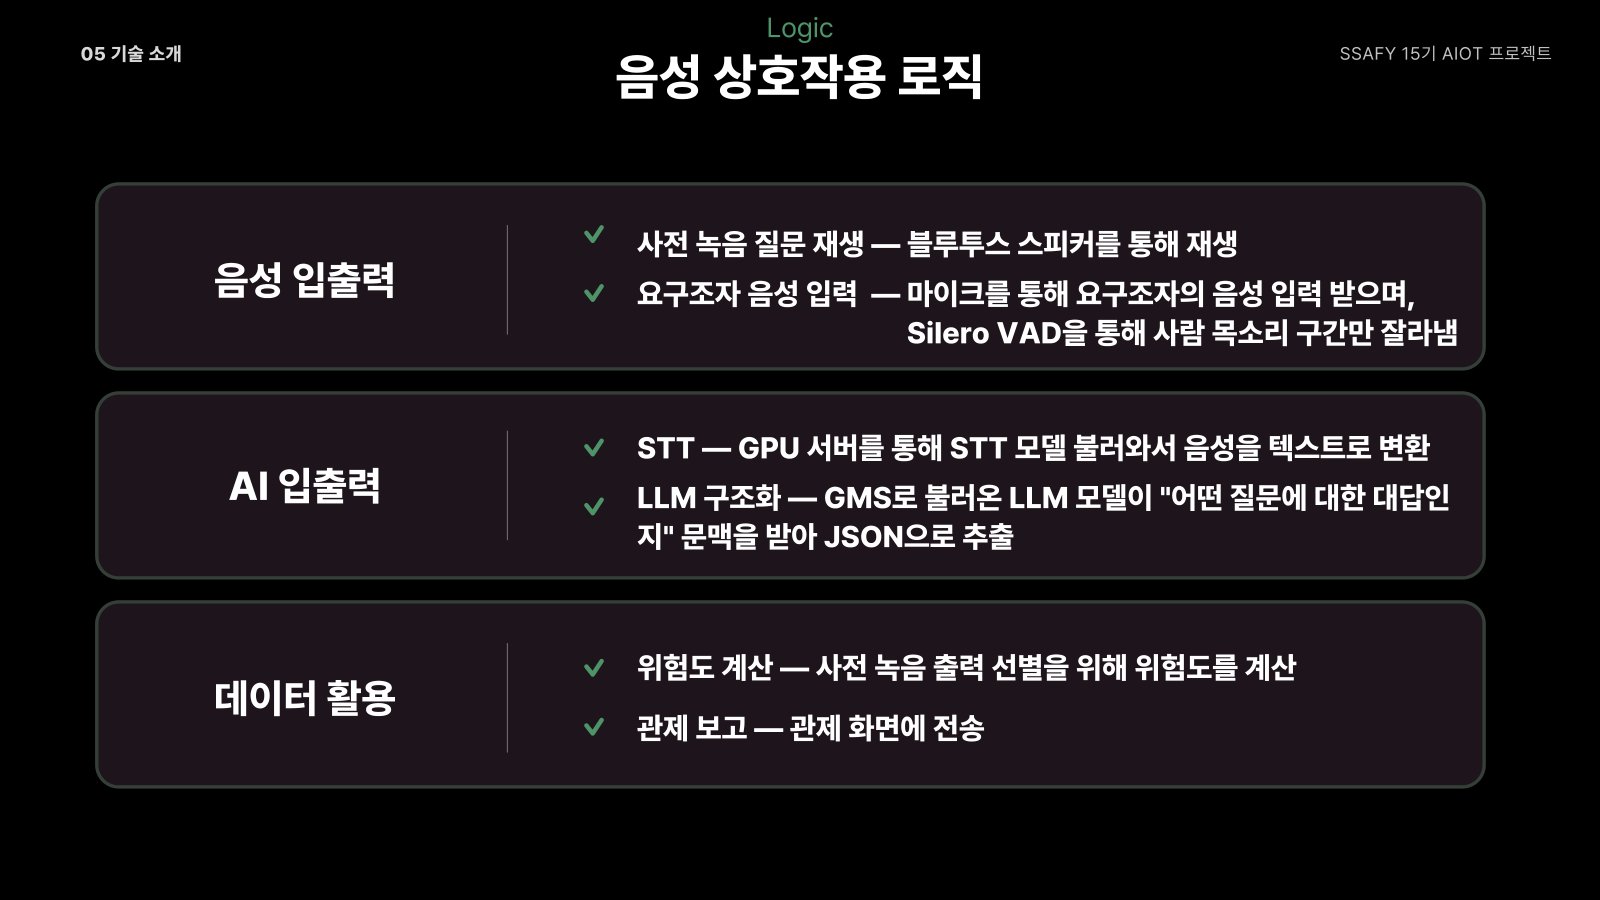 Logic
05 기술 소개
음성 상호작용 로직
SSAFY 15기 AIOT 프로젝트
음성 입출력
사전 녹음 질문 재생 — 블루투스 스피커를 통해 재생
요구조자 음성 입력 — 마이크를 통해 요구조자의 음성 입력 받으며,
Silero VAD을 통해 사람 목소리 구간만 잘라냄
AI 입출력
STT — GPU 서버를 통해 STT 모델 불러와서 음성을 텍스트로 변환
LLM 구조화 — GMS로 불러온 LLM 모델이 "어떤 질문에 대한 대답인
지" 문맥을 받아 JSON으로 추출
데이터 활용
위험도 계산 — 사전 녹음 출력 선별을 위해 위험도를 계산
관제 보고 — 관제 화면에 전송